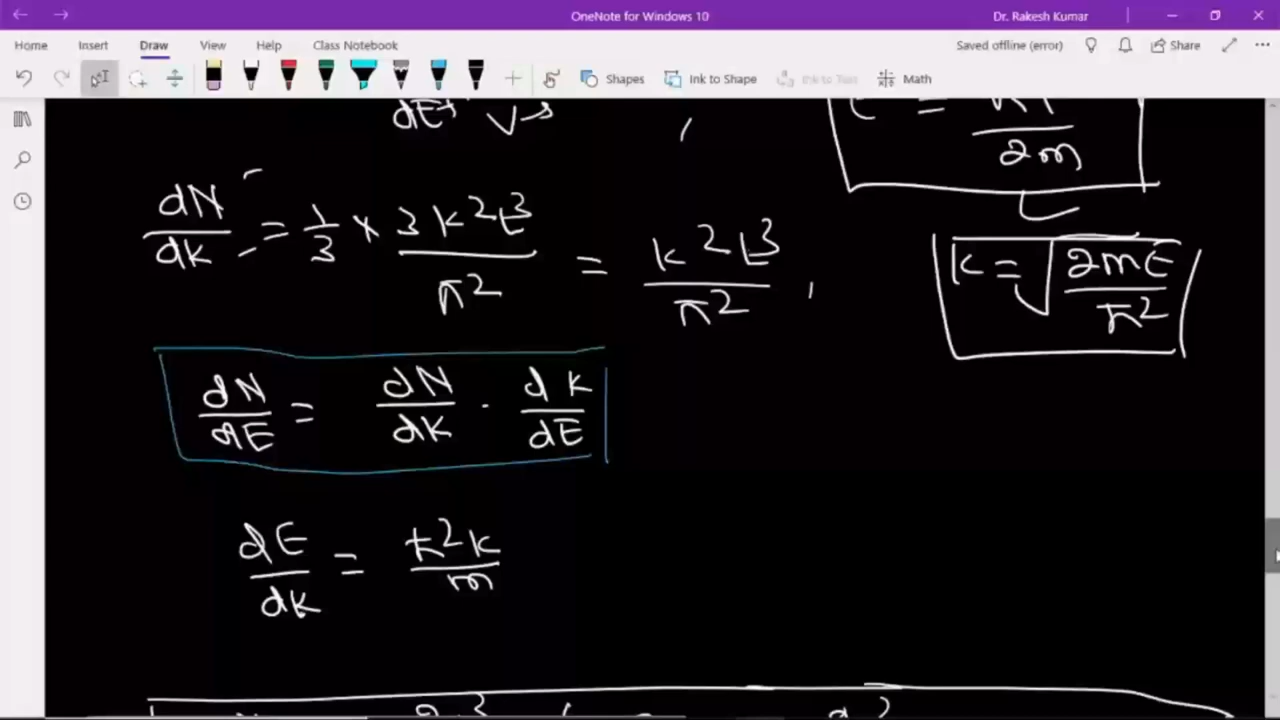 OneNote for Windows 10
Dr. Rakesh Kumar
Home Insert Draw View Help Class Notebook
Saved offline (error) Share
Shapes Ink to Shape Ink to Text Math
dE
2m
dN/dk = 1/3 × 3k²L³/π² = k²L³/π²,
k = √(2mE/ħ²)
dN/dE = dN/dk · dk/dE
dE/dk = ħ²k/m